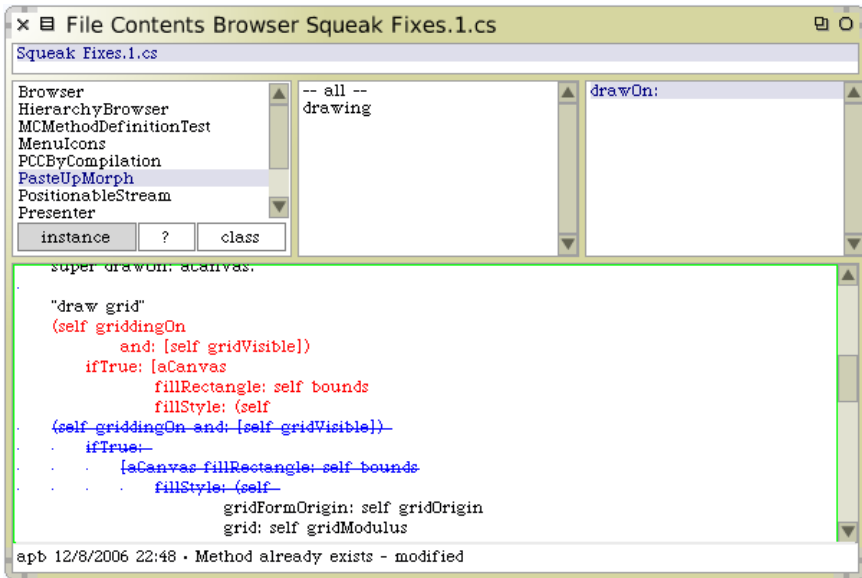 File Contents Browser Squeak Fixes.1.cs
Squeak Fixes.1.cs
Browser
HierarchyBrowser
MCMethodDefinitionTest
MenuIcons
PCCByCompilation
PasteUpMorph
PositionableStream
Presenter
instance ? class
-- all --
drawing
drawOn:
super drawOn: aCanvas.
"draw grid"
(self griddingOn
and: [self gridVisible])
ifTrue: [aCanvas
fillRectangle: self bounds
fillStyle: (self
(self griddingOn and: [self gridVisible])
ifTrue:
[aCanvas fillRectangle: self bounds
fillStyle: (self
gridFormOrigin: self gridOrigin
grid: self gridModulus
apb 12/8/2006 22:48 · Method already exists - modified